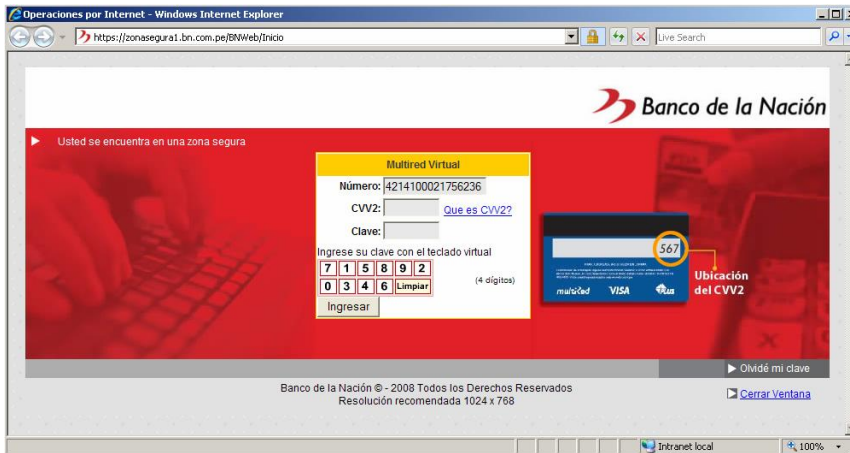 Operaciones por Internet - Windows Internet Explorer
https://zonasegura1.bn.com.pe/BNWeb/Inicio
Live Search
Banco de la Nación
Usted se encuentra en una zona segura
Multired Virtual
Número: 4214100021756236
CVV2: Que es CVV2?
Clave:
Ingrese su clave con el teclado virtual
7 1 5 8 9 2
0 3 4 6 Limpiar (4 dígitos)
Ingresar
567
multired VISA PLUS
Ubicación
del CVV2
Olvidé mi clave
Banco de la Nación © - 2008 Todos los Derechos Reservados
Resolución recomendada 1024 x 768
Cerrar Ventana
Intranet local 100%